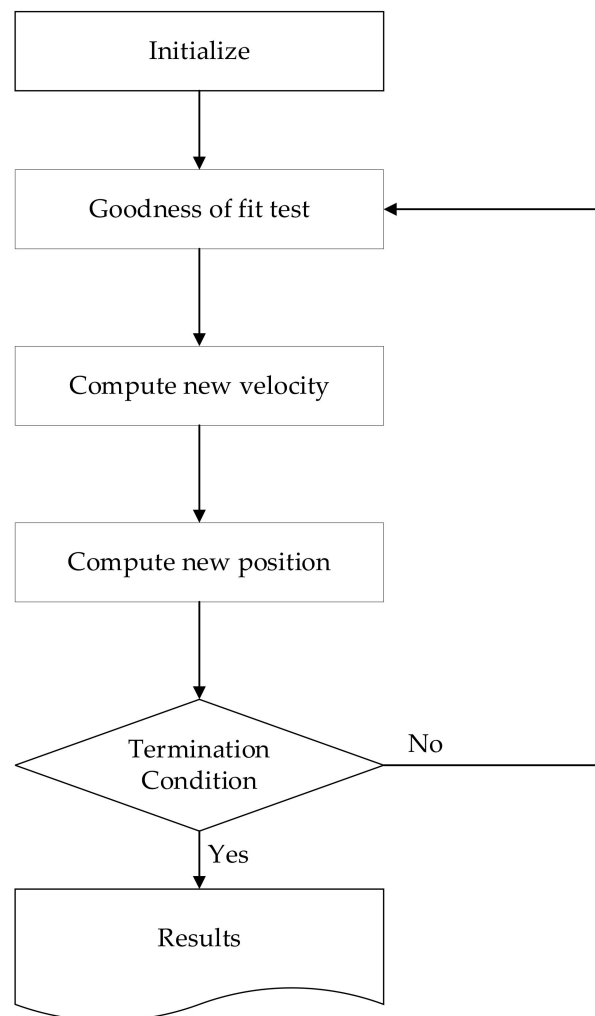 Initialize
Goodness of fit test
Compute new velocity
Compute new position
Termination
Condition
No
Yes
Results